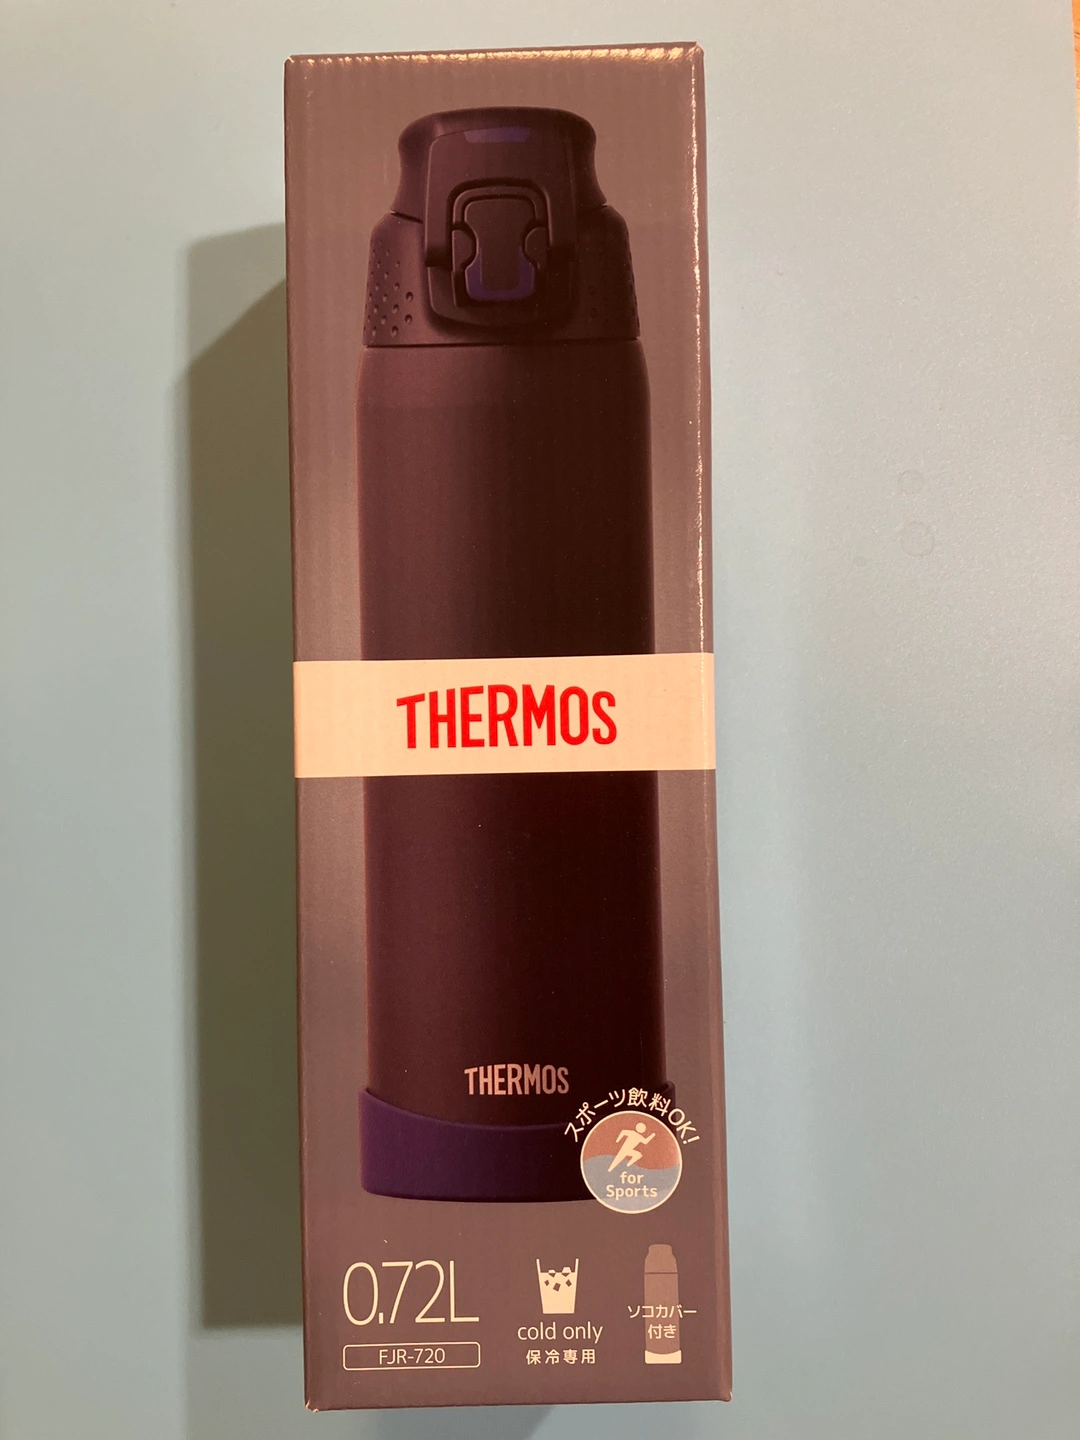 THERMOS
THERMOS
スポーツ飲料OK!
for
Sports
0.72L
FJR-720
cold only
保冷専用
ソコカバー
付き